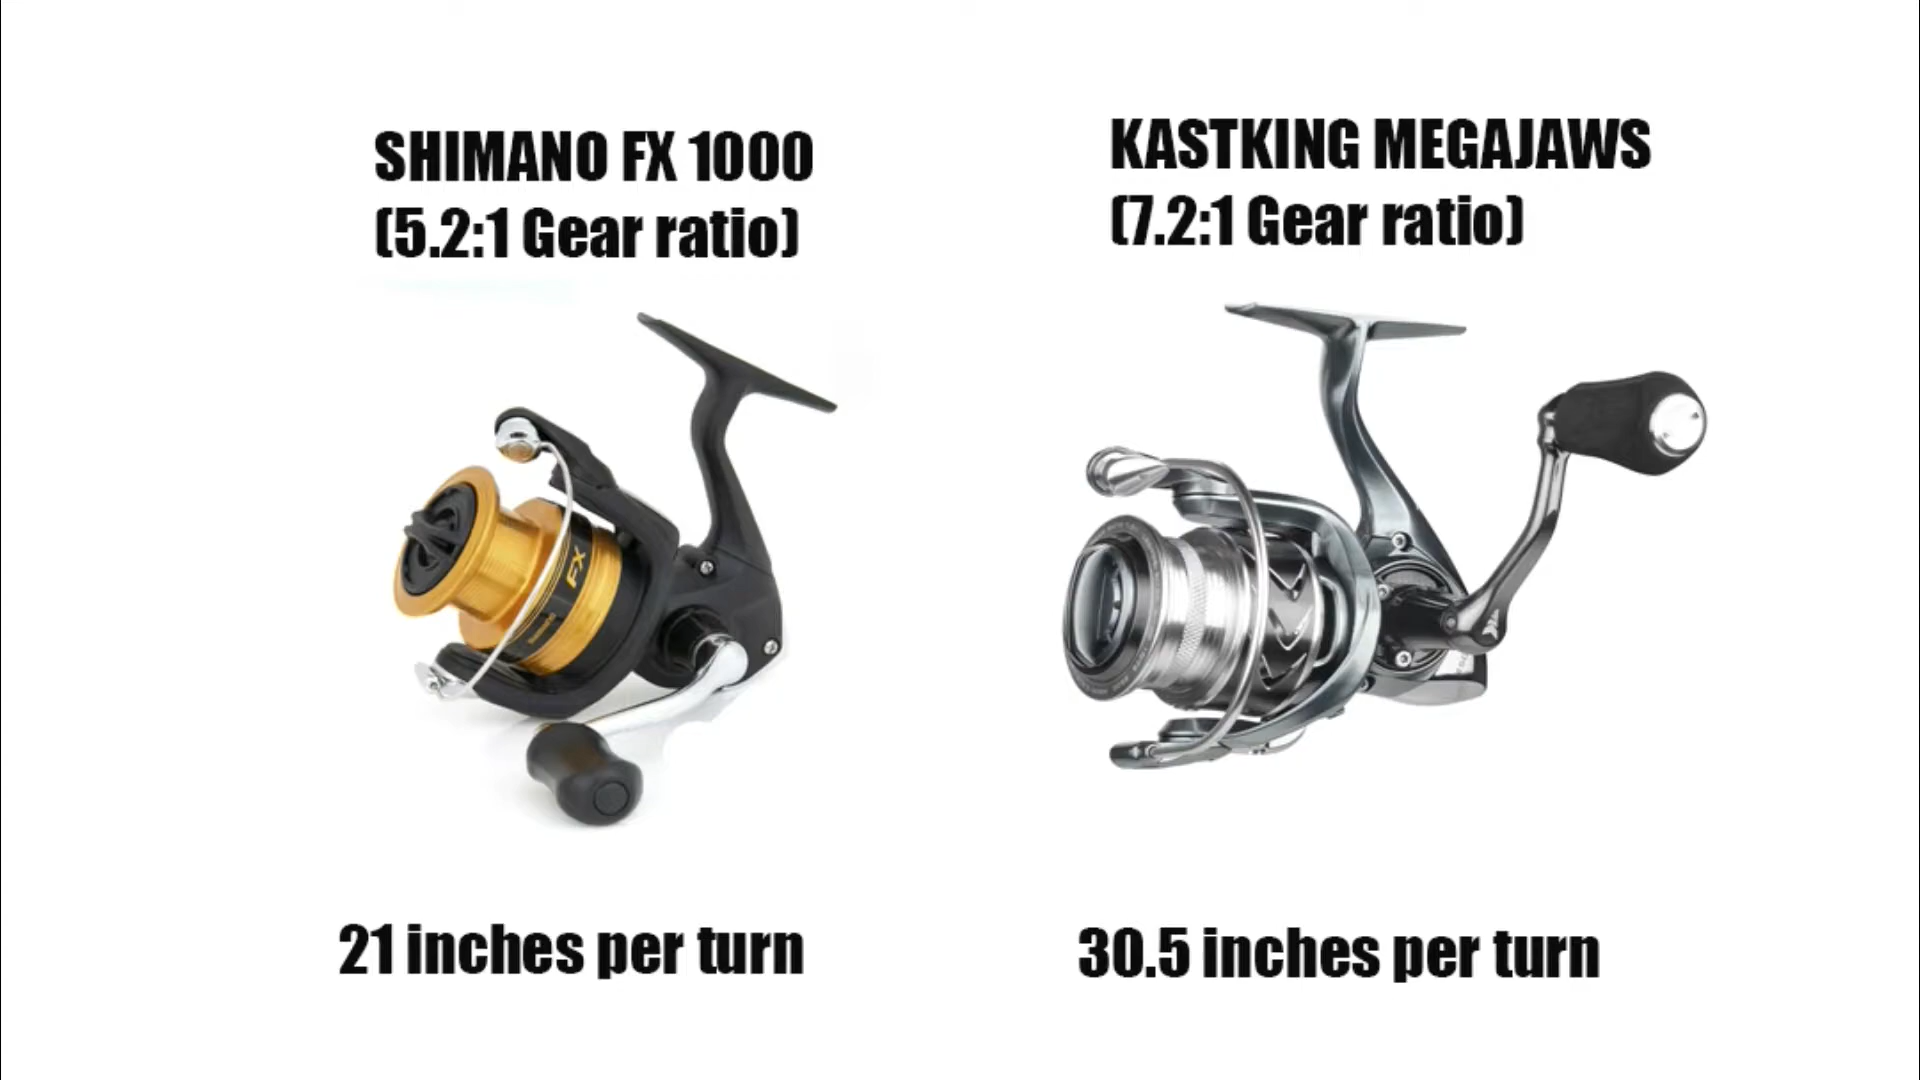 SHIMANO FX 1000
(5.2:1 Gear ratio)
KASTKING MEGAJAWS
(7.2:1 Gear ratio)
FX
21 inches per turn
30.5 inches per turn